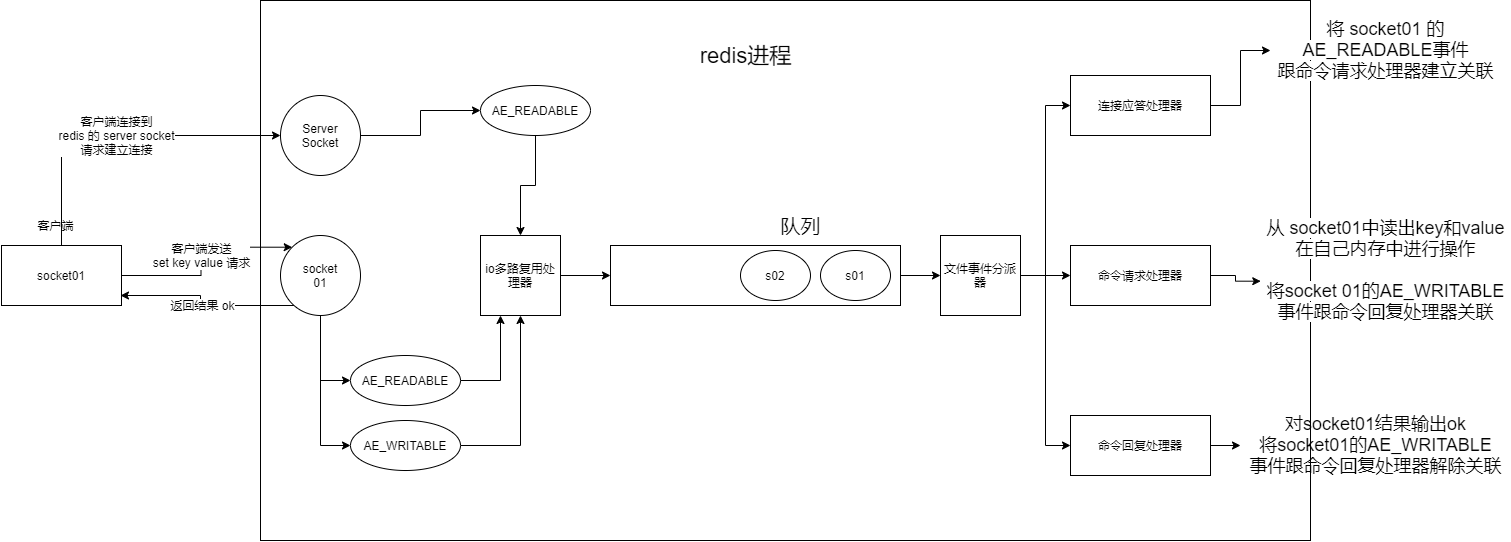 redis进程
将 socket01 的
AE_READABLE事件
跟命令请求处理器建立关联
客户端连接到
redis 的 server socket
请求建立连接
Server
Socket
AE_READABLE
连接应答处理器
客户端
socket01
客户端发送
set key value 请求
返回结果 ok
socket
01
io多路复用处
理器
队列
s02
s01
文件事件分派
器
命令请求处理器
从 socket01中读出key和value
在自己内存中进行操作
将socket 01的AE_WRITABLE
事件跟命令回复处理器关联
AE_READABLE
AE_WRITABLE
命令回复处理器
对socket01结果输出ok
将socket01的AE_WRITABLE
事件跟命令回复处理器解除关联